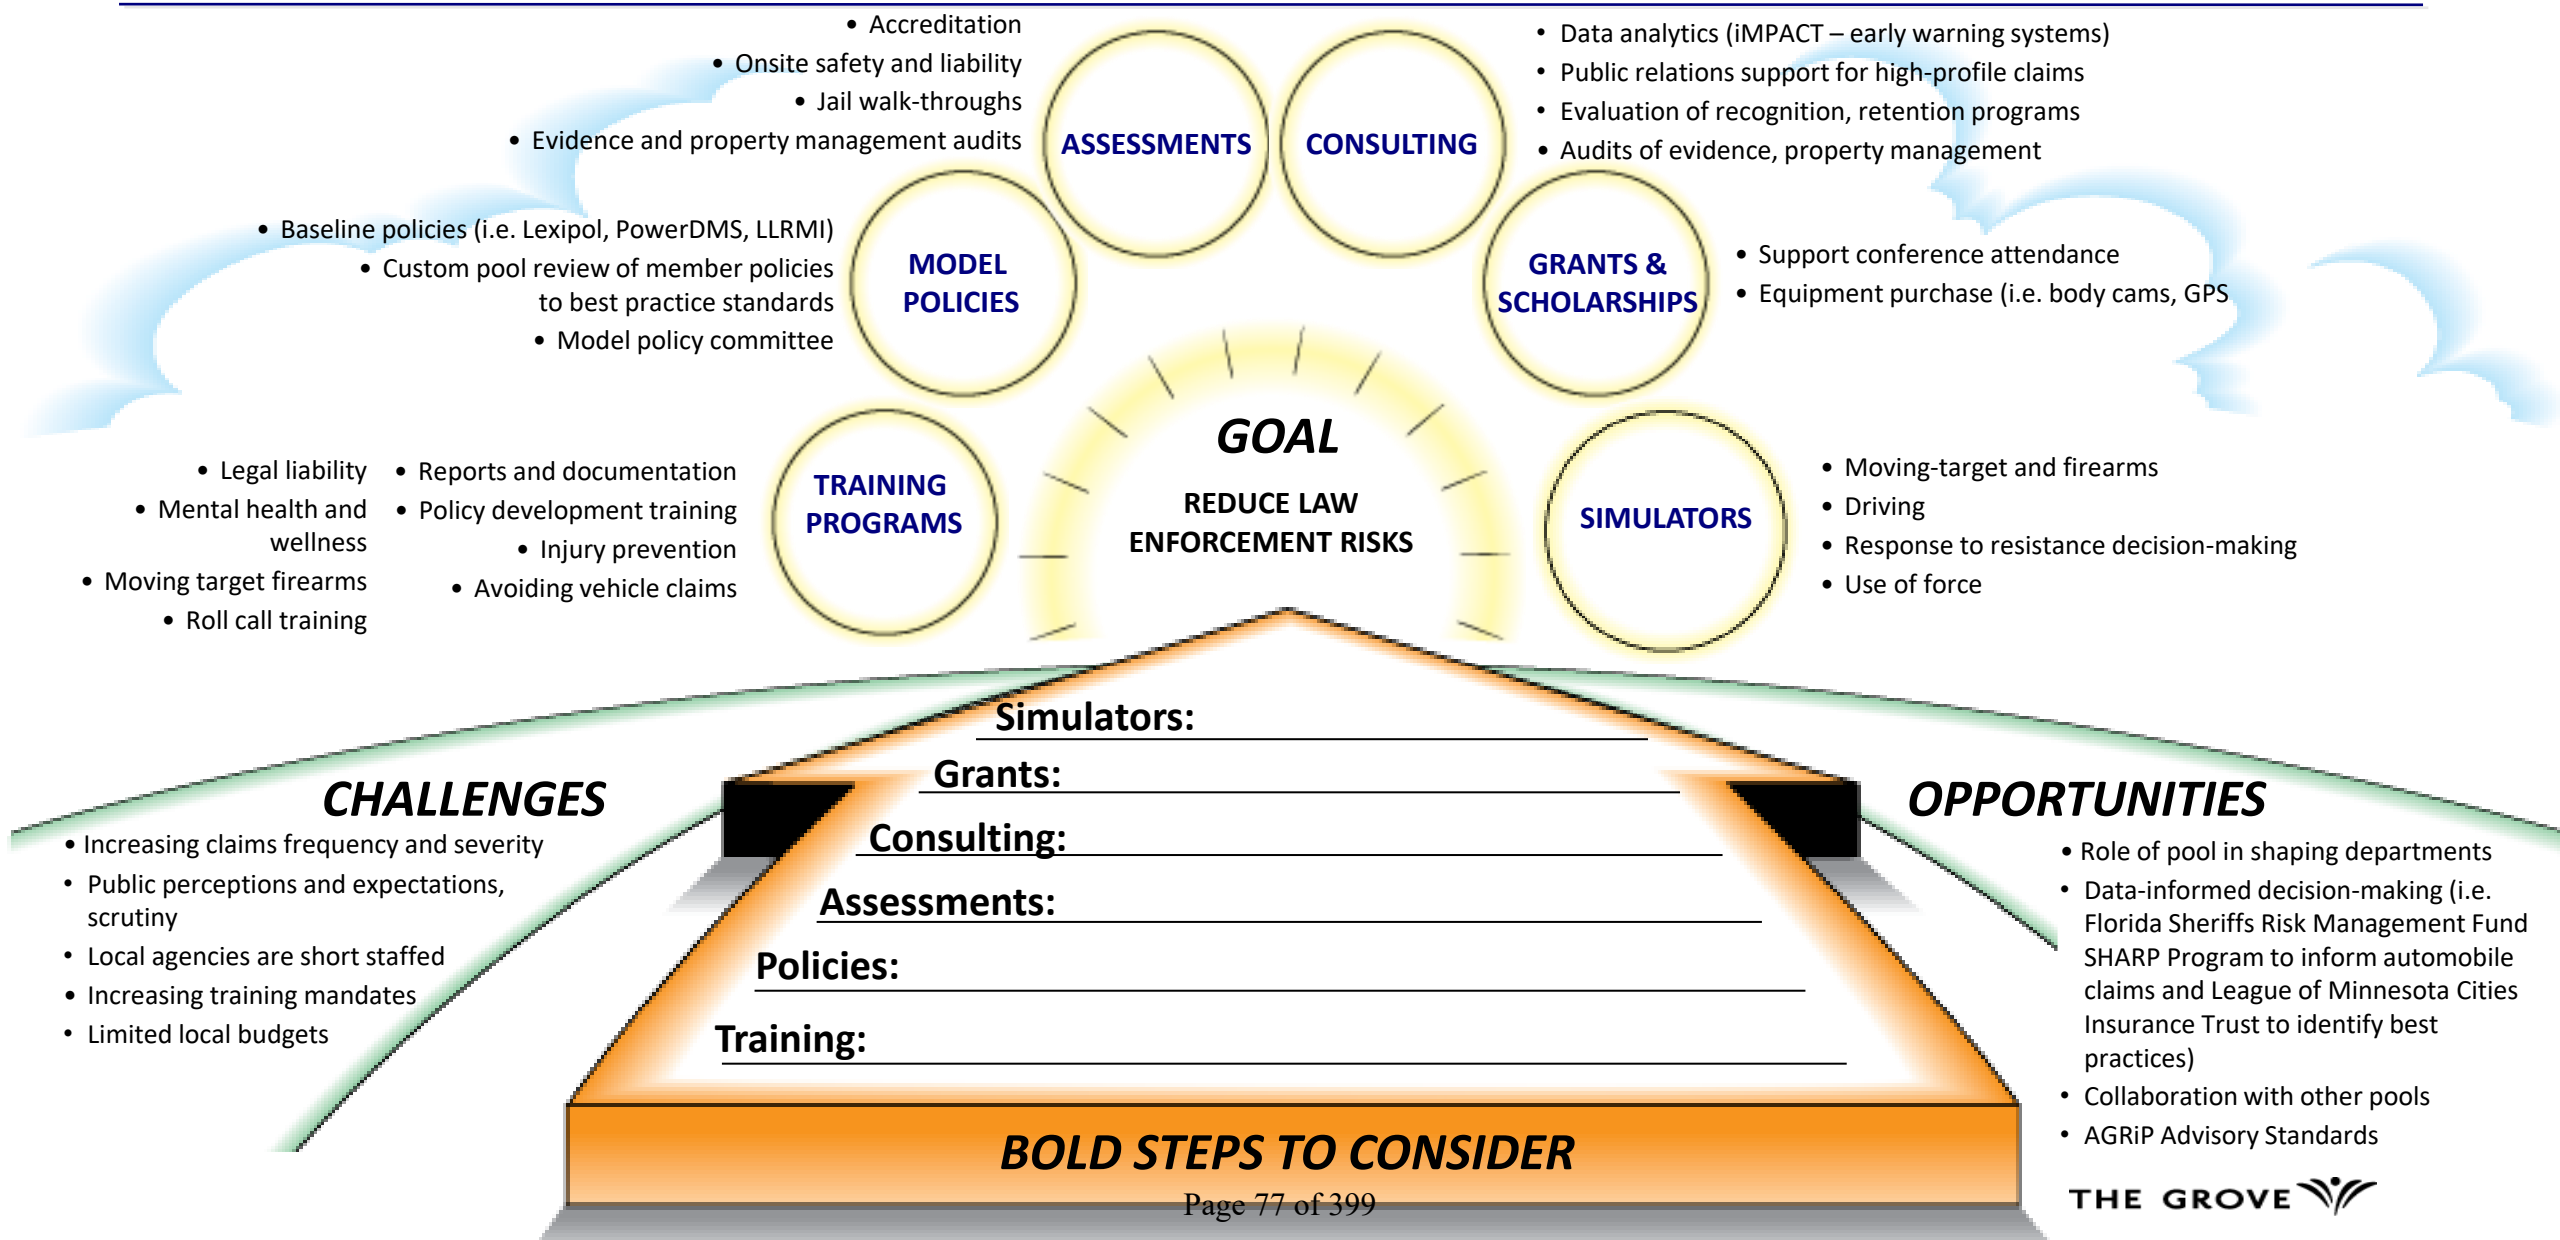 • Accreditation
• Onsite safety and liability
• Jail walk-throughs
• Evidence and property management audits
ASSESSMENTS
CONSULTING
• Data analytics (iMPACT – early warning systems)
• Public relations support for high-profile claims
• Evaluation of recognition, retention programs
• Audits of evidence, property management
• Baseline policies (i.e. Lexipol, PowerDMS, LLRMI)
• Custom pool review of member policies
to best practice standards
• Model policy committee
MODEL
POLICIES
GRANTS &
SCHOLARSHIPS
• Support conference attendance
• Equipment purchase (i.e. body cams, GPS
• Legal liability
• Mental health and
wellness
• Moving target firearms
• Roll call training
• Reports and documentation
• Policy development training
• Injury prevention
• Avoiding vehicle claims
TRAINING
PROGRAMS
GOAL
REDUCE LAW
ENFORCEMENT RISKS
SIMULATORS
• Moving-target and firearms
• Driving
• Response to resistance decision-making
• Use of force
CHALLENGES
• Increasing claims frequency and severity
• Public perceptions and expectations,
scrutiny
• Local agencies are short staffed
• Increasing training mandates
• Limited local budgets
Simulators:
Grants:
Consulting:
Assessments:
Policies:
Training:
OPPORTUNITIES
• Role of pool in shaping departments
• Data-informed decision-making (i.e.
Florida Sheriffs Risk Management Fund
SHARP Program to inform automobile
claims and League of Minnesota Cities
Insurance Trust to identify best
practices)
• Collaboration with other pools
• AGRiP Advisory Standards
BOLD STEPS TO CONSIDER
Page 77 of 399
THE GROVE